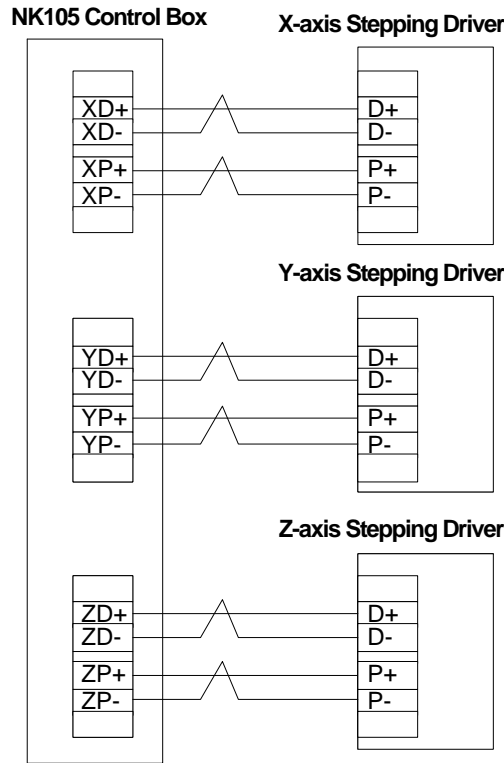 NK105 Control Box
X-axis Stepping Driver
XD+
XD-
XP+
XP-
D+
D-
P+
P-
Y-axis Stepping Driver
YD+
YD-
YP+
YP-
D+
D-
P+
P-
Z-axis Stepping Driver
ZD+
ZD-
ZP+
ZP-
D+
D-
P+
P-